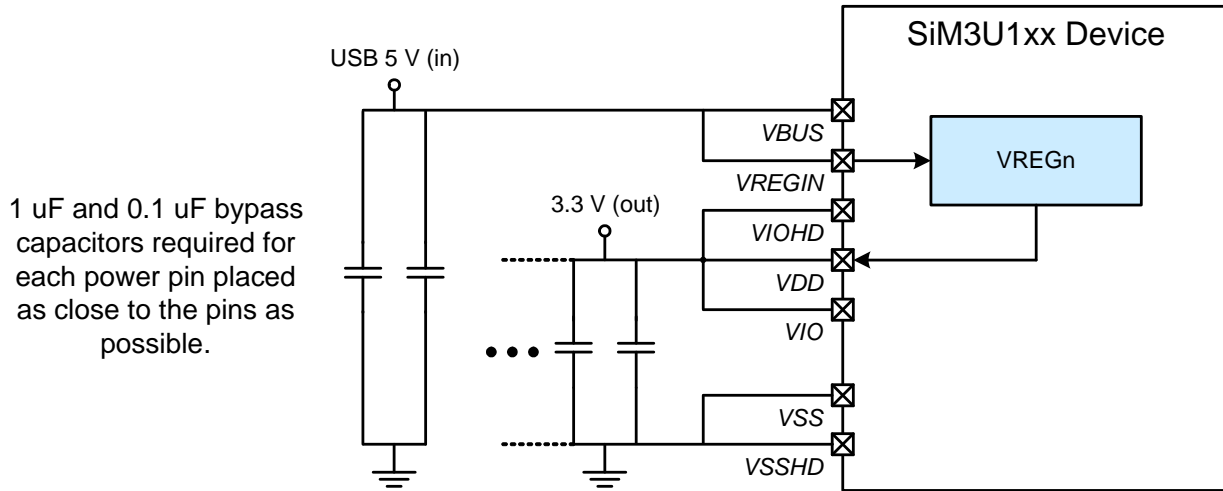 SiM3U1xx Device
USB 5 V (in)
VBUS
VREGn
VREGIN
1 uF and 0.1 uF bypass
capacitors required for
each power pin placed
as close to the pins as
possible.
3.3 V (out)
VIOHD
VDD
VIO
VSS
VSSHD